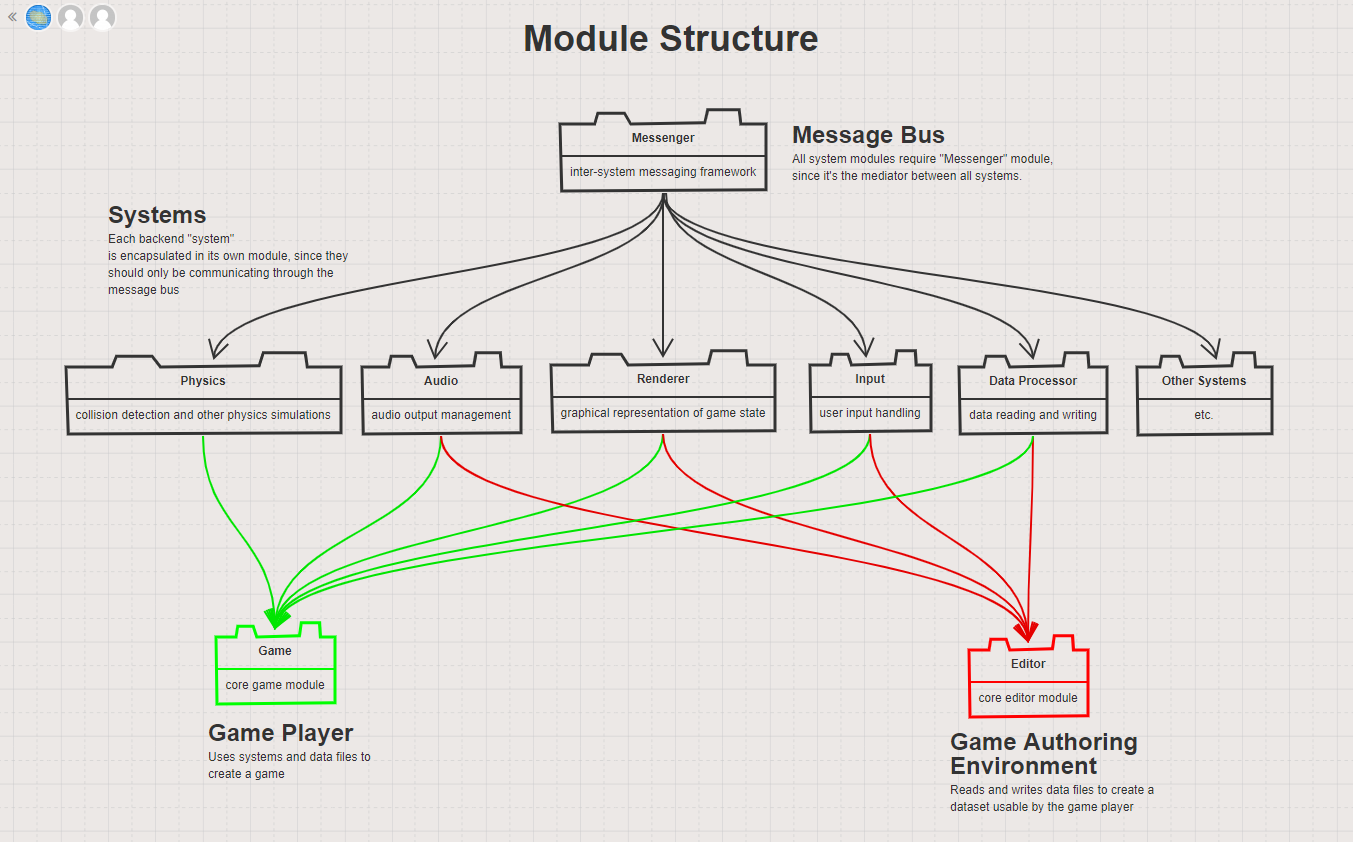 Module Structure
Messenger
inter-system messaging framework
Message Bus
All system modules require "Messenger" module,
since it's the mediator between all systems.
Systems
Each backend "system"
is encapsulated in its own module, since they
should only be communicating through the
message bus
Physics
collision detection and other physics simulations
Audio
audio output management
Renderer
graphical representation of game state
Input
user input handling
Data Processor
data reading and writing
Other Systems
etc.
Game
core game module
Game Player
Uses systems and data files to
create a game
Editor
core editor module
Game Authoring
Environment
Reads and writes data files to create a
dataset usable by the game player